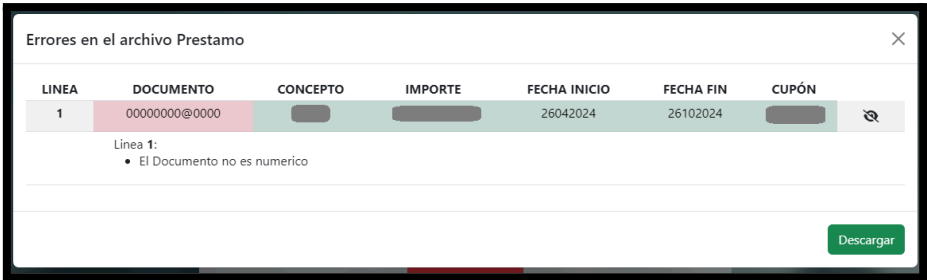 Errores en el archivo Prestamo
LINEA DOCUMENTO CONCEPTO IMPORTE FECHA INICIO FECHA FIN CUPÓN
1 00000000@0000 26042024 26102024
Linea 1:
• El Documento no es numerico
Descargar